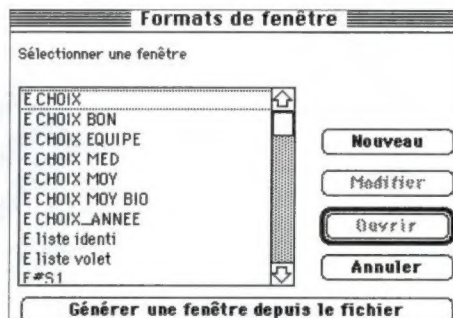 Formats de fenêtre
Sélectionner une fenêtre
E CHOIX
E CHOIX BON
E CHOIX EQUIPE
E CHOIX MED
E CHOIX MOY
E CHOIX MOY BIO
E CHOIX_ANNEE
E liste identi
E liste volet
E#S1
Nouveau
Modifier
Ouvrir
Annuler
Générer une fenêtre depuis le fichier